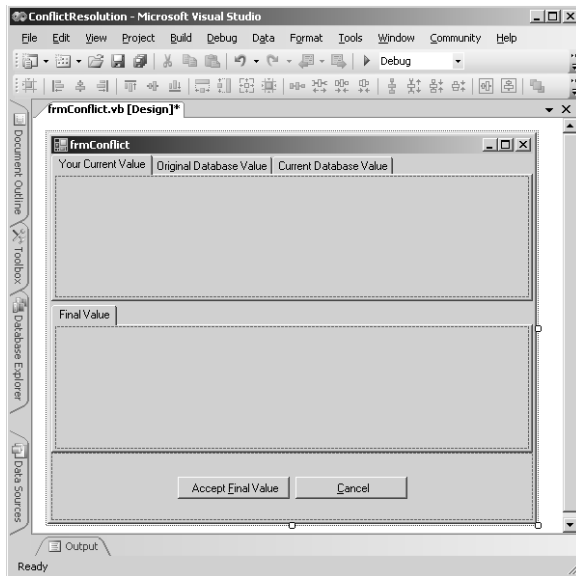 ConflictResolution - Microsoft Visual Studio
File Edit View Project Build Debug Data Format Tools Window Community Help
Debug
frmConflict.vb [Design]*
Document Outline
Toolbox
Database Explorer
Data Sources
frmConflict
Your Current Value Original Database Value Current Database Value
Final Value
Accept Final Value Cancel
Output
Ready